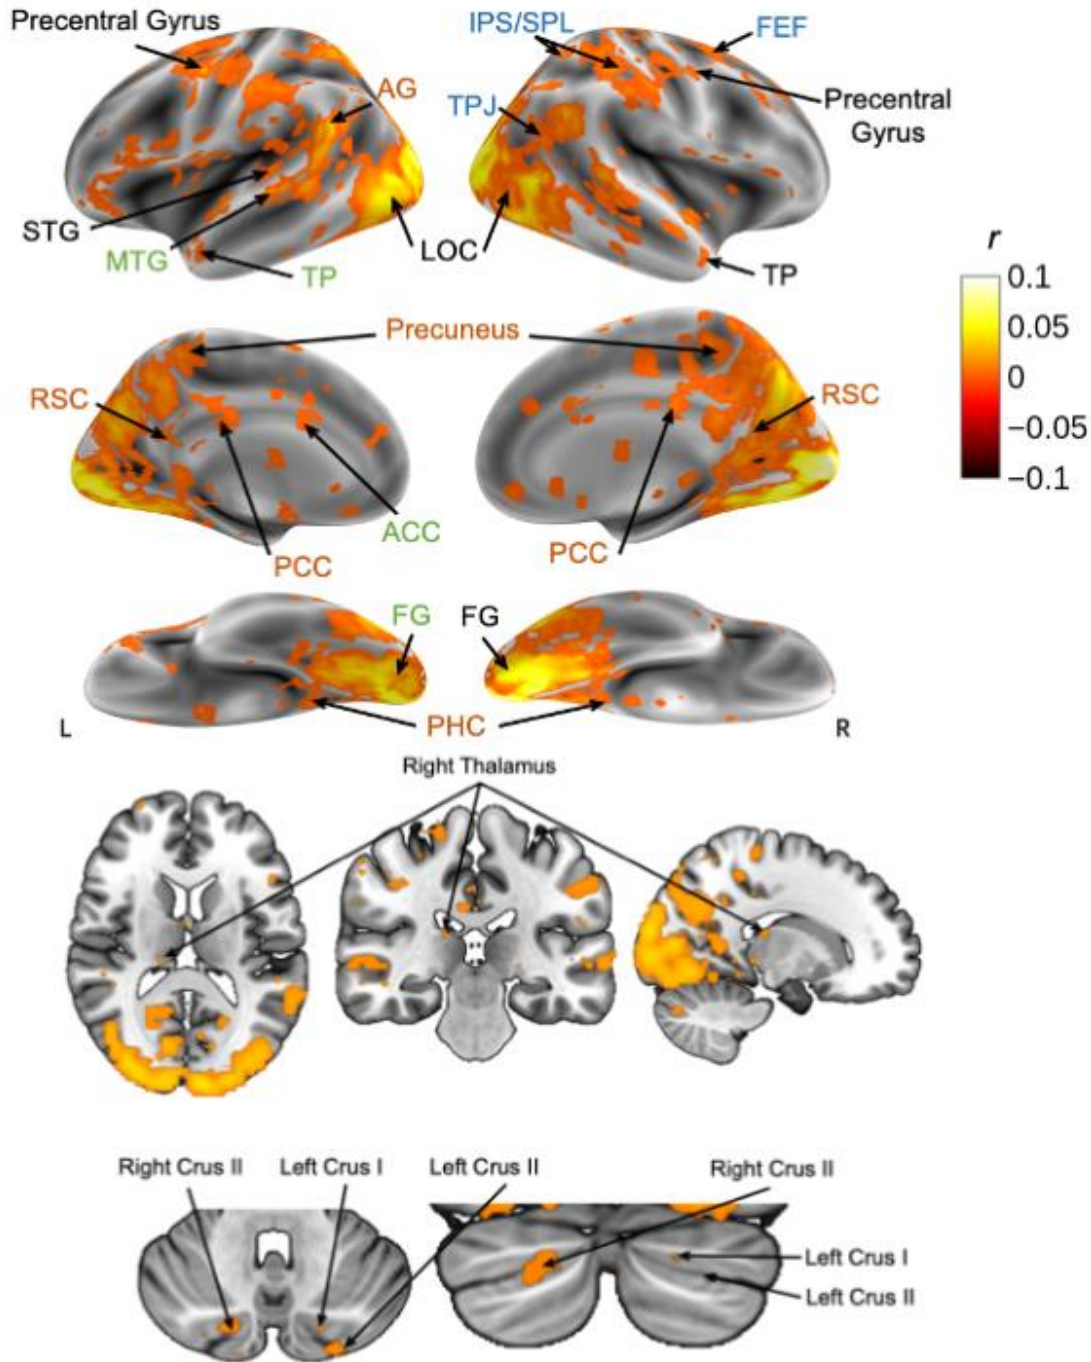 Precentral Gyrus
IPS/SPL
FEF
AG
TPJ
Precentral
Gyrus
STG
MTG
TP
LOC
TP
r
0.1
0.05
0
−0.05
−0.1
Precuneus
RSC
RSC
PCC
ACC
PCC
FG
FG
PHC
L
R
Right Thalamus
Right Crus II
Left Crus I
Left Crus II
Right Crus II
Left Crus I
Left Crus II